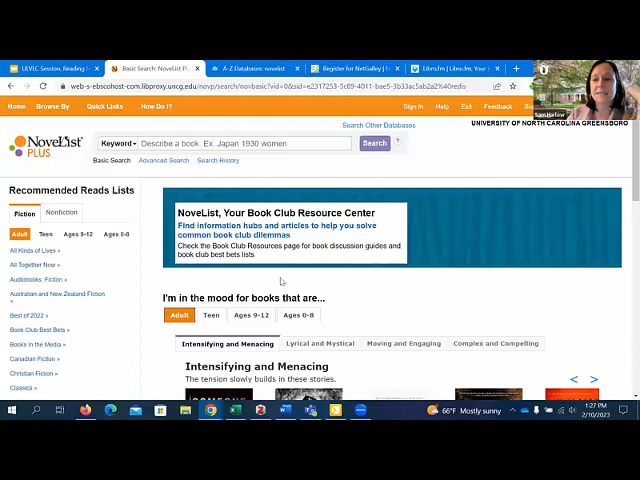 ULVLC Session, Reading
Basic Search: NoveList Pl
A-Z Databases: novelist
Register for NetGalley | N
Libro.fm | Libro.fm, Your I
web-s-ebscohost-com.libproxy.uncg.edu/novp/search/novbasic?vid=0&sid=e2317253-5c89-4011-bae5-3b33ac5ab2a2%40redis
Home
Browse By
Quick Links
How Do I?
Sign In
Help
Exit
Feedback
Sam Harlow
Search Other Databases
UNIVERSITY OF NORTH CAROLINA GREENSBORO
NoveList PLUS
Keyword
Describe a book. Ex. Japan 1930 women
Search
?
Basic Search
Advanced Search
Search History
Recommended Reads Lists
Fiction
Nonfiction
Adult
Teen
Ages 9-12
Ages 0-8
All Kinds of Lives »
All Together Now »
Audiobooks: Fiction »
Australian and New Zealand Fiction
»
Best of 2022 »
Book Club Best Bets »
Books in the Media »
Canadian Fiction »
Christian Fiction »
Classics »
NoveList, Your Book Club Resource Center
Find information hubs and articles to help you solve
common book club dilemmas
Check the Book Club Resources page for book discussion guides and
book club best bets lists
I'm in the mood for books that are...
Adult
Teen
Ages 9-12
Ages 0-8
Intensifying and Menacing
Lyrical and Mystical
Moving and Engaging
Complex and Compelling
Intensifying and Menacing
The tension slowly builds in these stories.
< >
66°F Mostly sunny
1:27 PM
2/10/2023